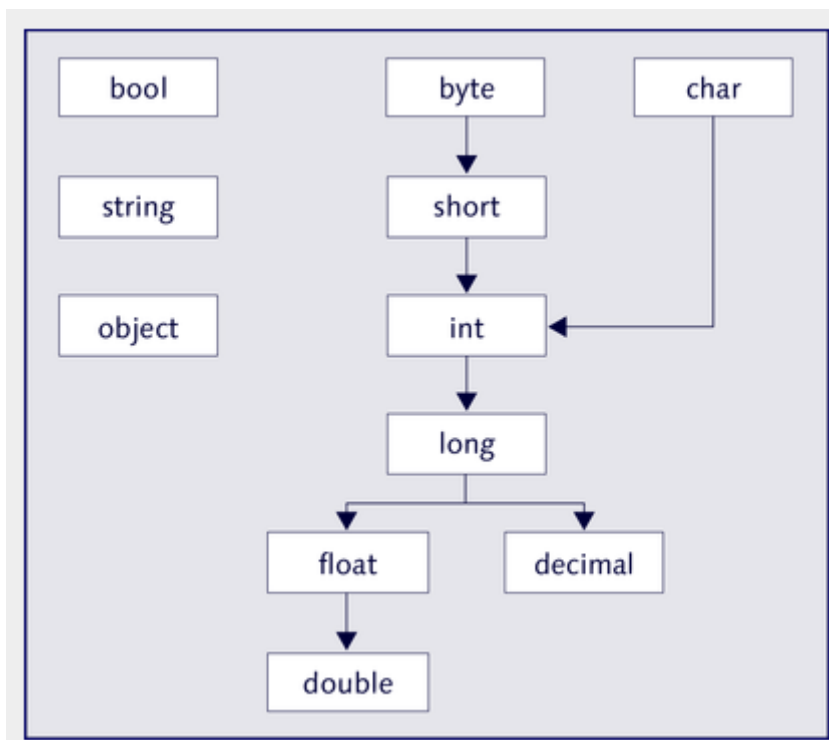 bool
byte
char
string
short
object
int
long
float
decimal
double